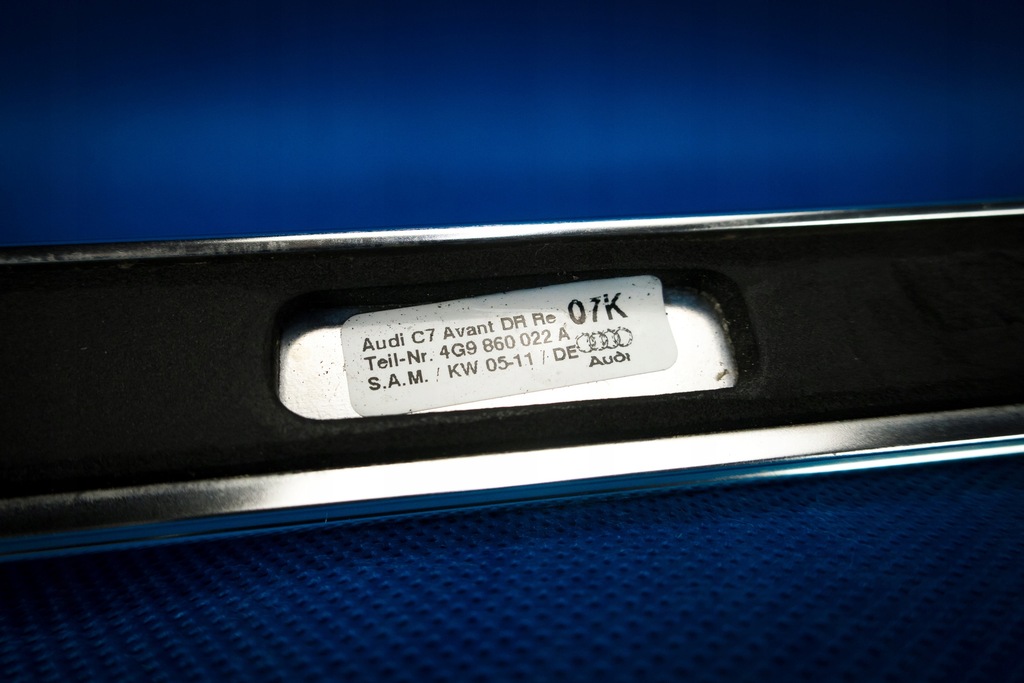 Audi C7 Avant DR Re 07K
Teil-Nr. 4G9 860 022 A
S.A.M. / KW 05-11 / DE
Audi